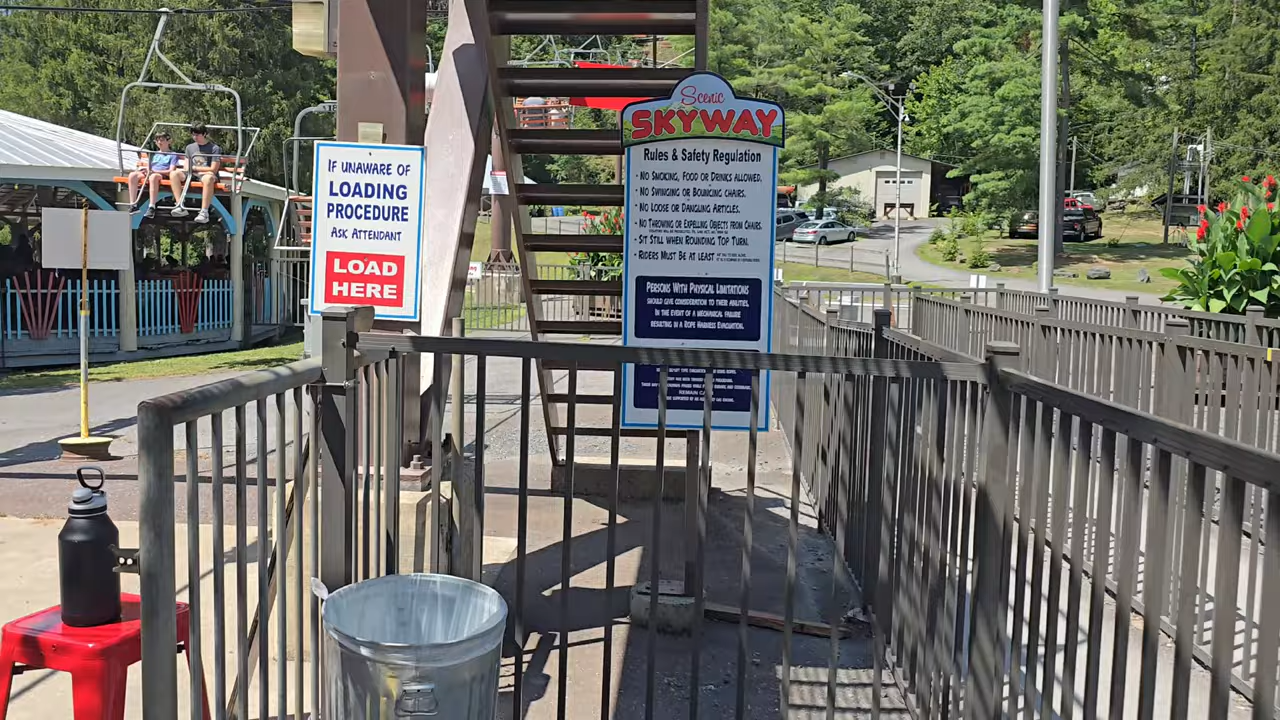 IF UNAWARE OF
LOADING
PROCEDURE
ASK ATTENDANT
LOAD
HERE
Scenic
SKYWAY
Rules & Safety Regulation
• NO SMOKING, FOOD OR DRINKS ALLOWED.
• NO SWINGING OR BOUNCING CHAIRS.
• NO LOOSE OR DANGLING ARTICLES.
• NO THROWING OR EXPELLING OBJECTS FROM CHAIRS.
• SIT STILL WHEN ROUNDING TOP TURN.
• RIDERS MUST BE AT LEAST
PERSONS WITH PHYSICAL LIMITATIONS
SHOULD GIVE CONSIDERATION TO THEIR ABILITIES,
IN THE EVENT OF A MECHANICAL FAILURE
RESULTING IN A ROPE HARNESS EVACUATION.